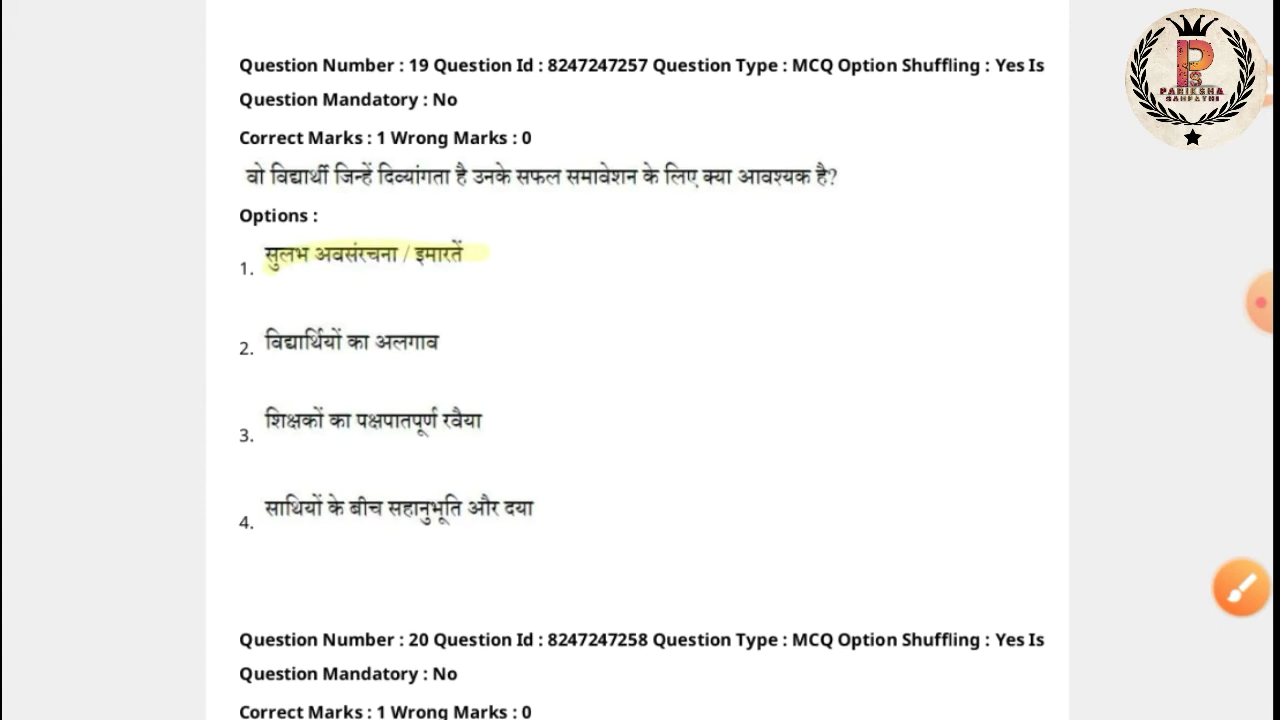 Question Number : 19 Question Id : 8247247257 Question Type : MCQ Option Shuffling : Yes Is
Question Mandatory : No
Correct Marks : 1 Wrong Marks : 0
वो विद्यार्थी जिन्हें दिव्यांगता है उनके सफल समावेशन के लिए क्या आवश्यक है?
Options :
1. सुलभ अवसंरचना / इमारतें
2. विद्यार्थियों का अलगाव
3. शिक्षकों का पक्षपातपूर्ण रवैया
4. साथियों के बीच सहानुभूति और दया
Question Number : 20 Question Id : 8247247258 Question Type : MCQ Option Shuffling : Yes Is
Question Mandatory : No
Correct Marks : 1 Wrong Marks : 0
PS
PARIKSHA
SANPATHI